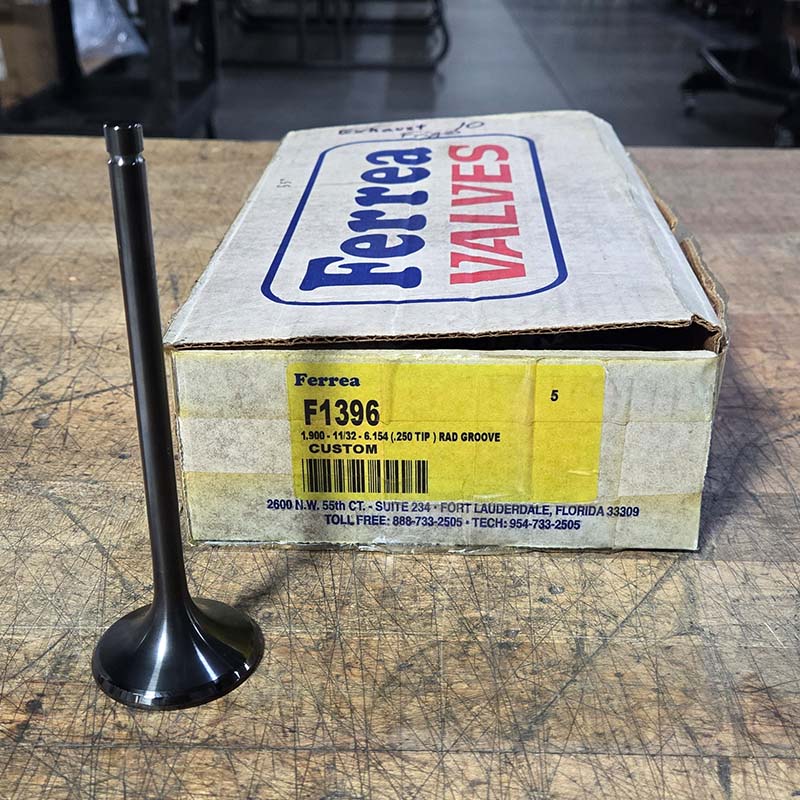 Exhaust 10
Ferrea
VALVES
Ferrea
5
F1396
1.900 - 11/32 - 6.154 (.250 TIP ) RAD GROOVE
CUSTOM
2600 N.W. 55th CT. - SUITE 234 • FORT LAUDERDALE, FLORIDA 33309
TOLL FREE: 888-733-2505 • TECH: 954-733-2505